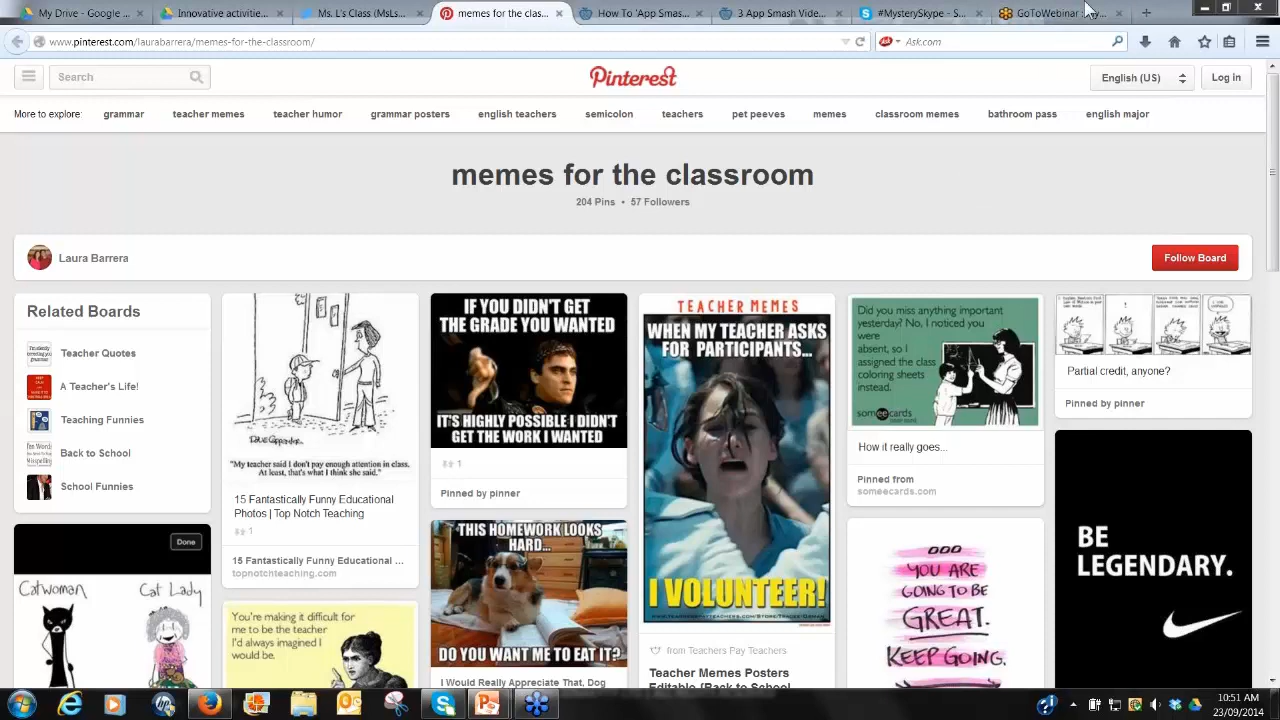 My Drive - Google Dri...
Innovative activities...
Ms.L's Class (MsLs...
memes for the class...
How To 'App Smas...
3 App Smash Vide...
#MysterySkype - S...
GoToWebinar
www.pinterest.com/laurabarrera/memes-for-the-classroom/
Ask.com
Search
Pinterest
English (US)
Log in
More to explore:
grammar
teacher memes
teacher humor
grammar posters
english teachers
semicolon
teachers
pet peeves
memes
classroom memes
bathroom pass
english major
memes for the classroom
204 Pins • 57 Followers
Laura Barrera
Follow Board
Related Boards
Teacher Quotes
A Teacher's Life!
Teaching Funnies
Back to School
School Funnies
Done
Catwoman
Cat Lady
"My teacher said I don't pay enough attention in class.
At least, that's what I think she said."
15 Fantastically Funny Educational
Photos | Top Notch Teaching
1
15 Fantastically Funny Educational ...
topnotchteaching.com
You're making it difficult for
me to be the teacher
I'd always imagined I
would be.
IF YOU DIDN'T GET
THE GRADE YOU WANTED
IT'S HIGHLY POSSIBLE I DIDN'T
GET THE WORK I WANTED
1
Pinned by pinner
THIS HOMEWORK LOOKS
HARD...
DO YOU WANT ME TO EAT IT?
I Would Really Appreciate That, Dog
TEACHER MEMES
WHEN MY TEACHER ASKS
FOR PARTICIPANTS...
I VOLUNTEER!
from Teachers Pay Teachers
Teacher Memes Posters
Editable {Back to School
Did you miss anything important
yesterday? No, I noticed you
were
absent, so I
assigned the class
coloring sheets
instead.
somee cards
How it really goes...
Pinned from
someecards.com
YOU ARE
GOING TO BE
GREAT.
KEEP GOING.
Partial credit, anyone?
Pinned by pinner
BE
LEGENDARY.
10:51 AM
23/09/2014